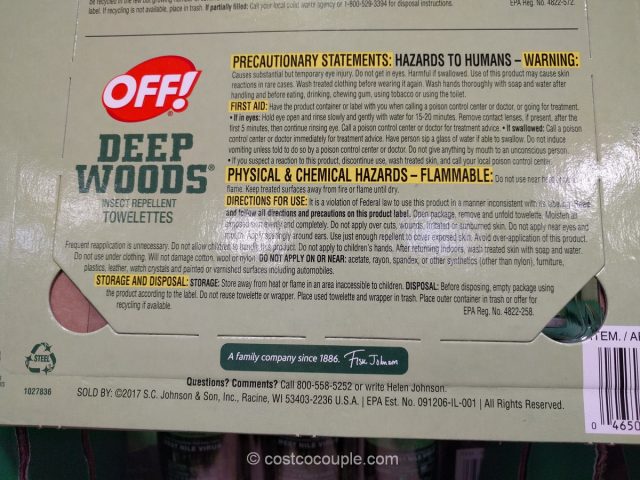 label. If recycling is not available, place in trash. If partially filled: Call your local solid waste agency or 1-800-529-3394 for disposal instructions.
EPA Reg. No. 4822-572
OFF!®
DEEP
WOODS®
INSECT REPELLENT
TOWELETTES
PRECAUTIONARY STATEMENTS: HAZARDS TO HUMANS – WARNING:
Causes substantial but temporary eye injury. Do not get in eyes. Harmful if swallowed. Use of this product may cause skin
reactions in rare cases. Wash treated clothing before wearing it again. Wash hands thoroughly with soap and water after
handling and before eating, drinking, chewing gum, using tobacco or using the toilet.
FIRST AID: Have the product container or label with you when calling a poison control center or doctor, or going for treatment.
• If in eyes: Hold eye open and rinse slowly and gently with water for 15-20 minutes. Remove contact lenses, if present, after the
first 5 minutes, then continue rinsing eye. Call a poison control center or doctor for treatment advice. • If swallowed: Call a poison
control center or doctor immediately for treatment advice. Have person sip a glass of water if able to swallow. Do not induce
vomiting unless told to do so by a poison control center or doctor. Do not give anything by mouth to an unconscious person.
• If you suspect a reaction to this product, discontinue use, wash treated skin, and call your local poison control center.
PHYSICAL & CHEMICAL HAZARDS – FLAMMABLE: Do not use near heat or
flame. Keep treated surfaces away from fire or flame until dry.
DIRECTIONS FOR USE: It is a violation of Federal law to use this product in a manner inconsistent with its labeling. Read
and follow all directions and precautions on this product label. Open package, remove and unfold towelette. Moisten all
exposed skin evenly and completely. Do not apply over cuts, wounds, irritated or sunburned skin. Do not apply near eyes and
mouth. Apply sparingly around ears. Use just enough repellent to cover exposed skin. Avoid over-application of this product.
Frequent reapplication is unnecessary. Do not allow children to handle this product. Do not apply to children's hands. After returning indoors, wash treated skin with soap and water.
Do not use under clothing. Will not damage cotton, wool or nylon. DO NOT APPLY ON OR NEAR: acetate, rayon, spandex, or other synthetics (other than nylon), furniture,
plastics, leather, watch crystals and painted or varnished surfaces including automobiles.
STORAGE AND DISPOSAL: STORAGE: Store away from heat or flame in an area inaccessible to children. DISPOSAL: Before disposing, empty package using
the product according to the label. Do not reuse towelette or wrapper. Place used towelette and wrapper in trash. Place outer container in trash or offer for
recycling if available.
EPA Reg. No. 4822-258.
STEEL
1027836
A family company since 1886. Fisk Johnson
Questions? Comments? Call 800-558-5252 or write Helen Johnson.
SOLD BY: ©2017 S.C. Johnson & Son, Inc., Racine, WI 53403-2236 U.S.A. | EPA Est. No. 091206-IL-001 | All Rights Reserved.
ITEM. / A
0 4650
WEST NILE VIRUS
© costcocouple.com